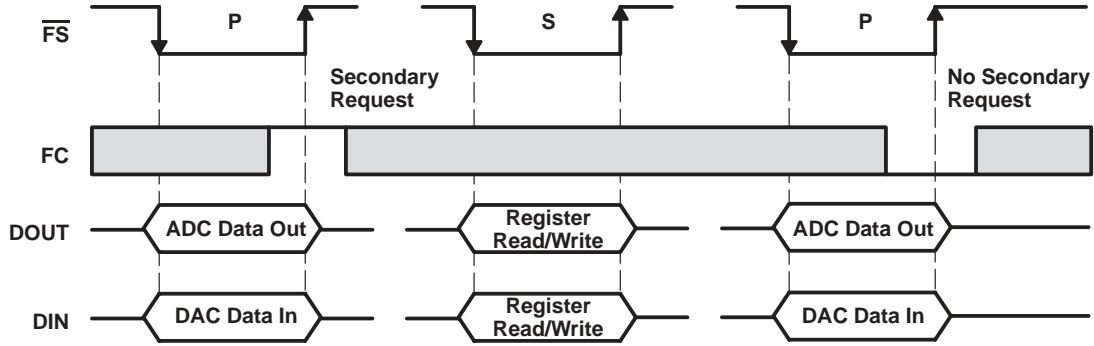 FS
P
S
P
Secondary
Request
No Secondary
Request
FC
DOUT
ADC Data Out
Register
Read/Write
ADC Data Out
DIN
DAC Data In
Register
Read/Write
DAC Data In